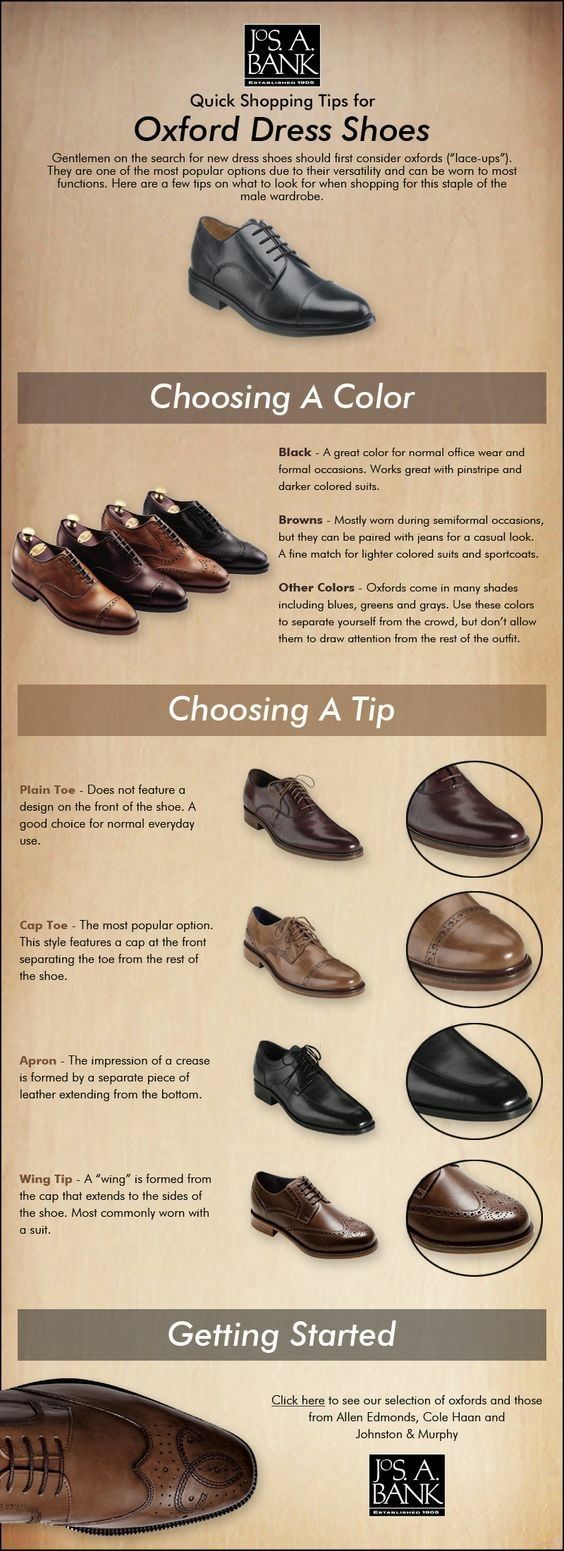 JOS. A.
BANK
ESTABLISHED 1905
Quick Shopping Tips for
Oxford Dress Shoes
Gentlemen on the search for new dress shoes should first consider oxfords ("lace-ups").
They are one of the most popular options due to their versatility and can be worn to most
functions. Here are a few tips on what to look for when shopping for this staple of the
male wardrobe.
Choosing A Color
Black - A great color for normal office wear and
formal occasions. Works great with pinstripe and
darker colored suits.
Browns - Mostly worn during semiformal occasions,
but they can be paired with jeans for a casual look.
A fine match for lighter colored suits and sportcoats.
Other Colors - Oxfords come in many shades
including blues, greens and grays. Use these colors
to separate yourself from the crowd, but don't allow
them to draw attention from the rest of the outfit.
Choosing A Tip
Plain Toe - Does not feature a
design on the front of the shoe. A
good choice for normal everyday
use.
Cap Toe - The most popular option.
This style features a cap at the front
separating the toe from the rest of
the shoe.
Apron - The impression of a crease
is formed by a separate piece of
leather extending from the bottom.
Wing Tip - A "wing" is formed from
the cap that extends to the sides of
the shoe. Most commonly worn with
a suit.
Getting Started
Click here to see our selection of oxfords and those
from Allen Edmonds, Cole Haan and
Johnston & Murphy
JOS. A.
BANK
ESTABLISHED 1905